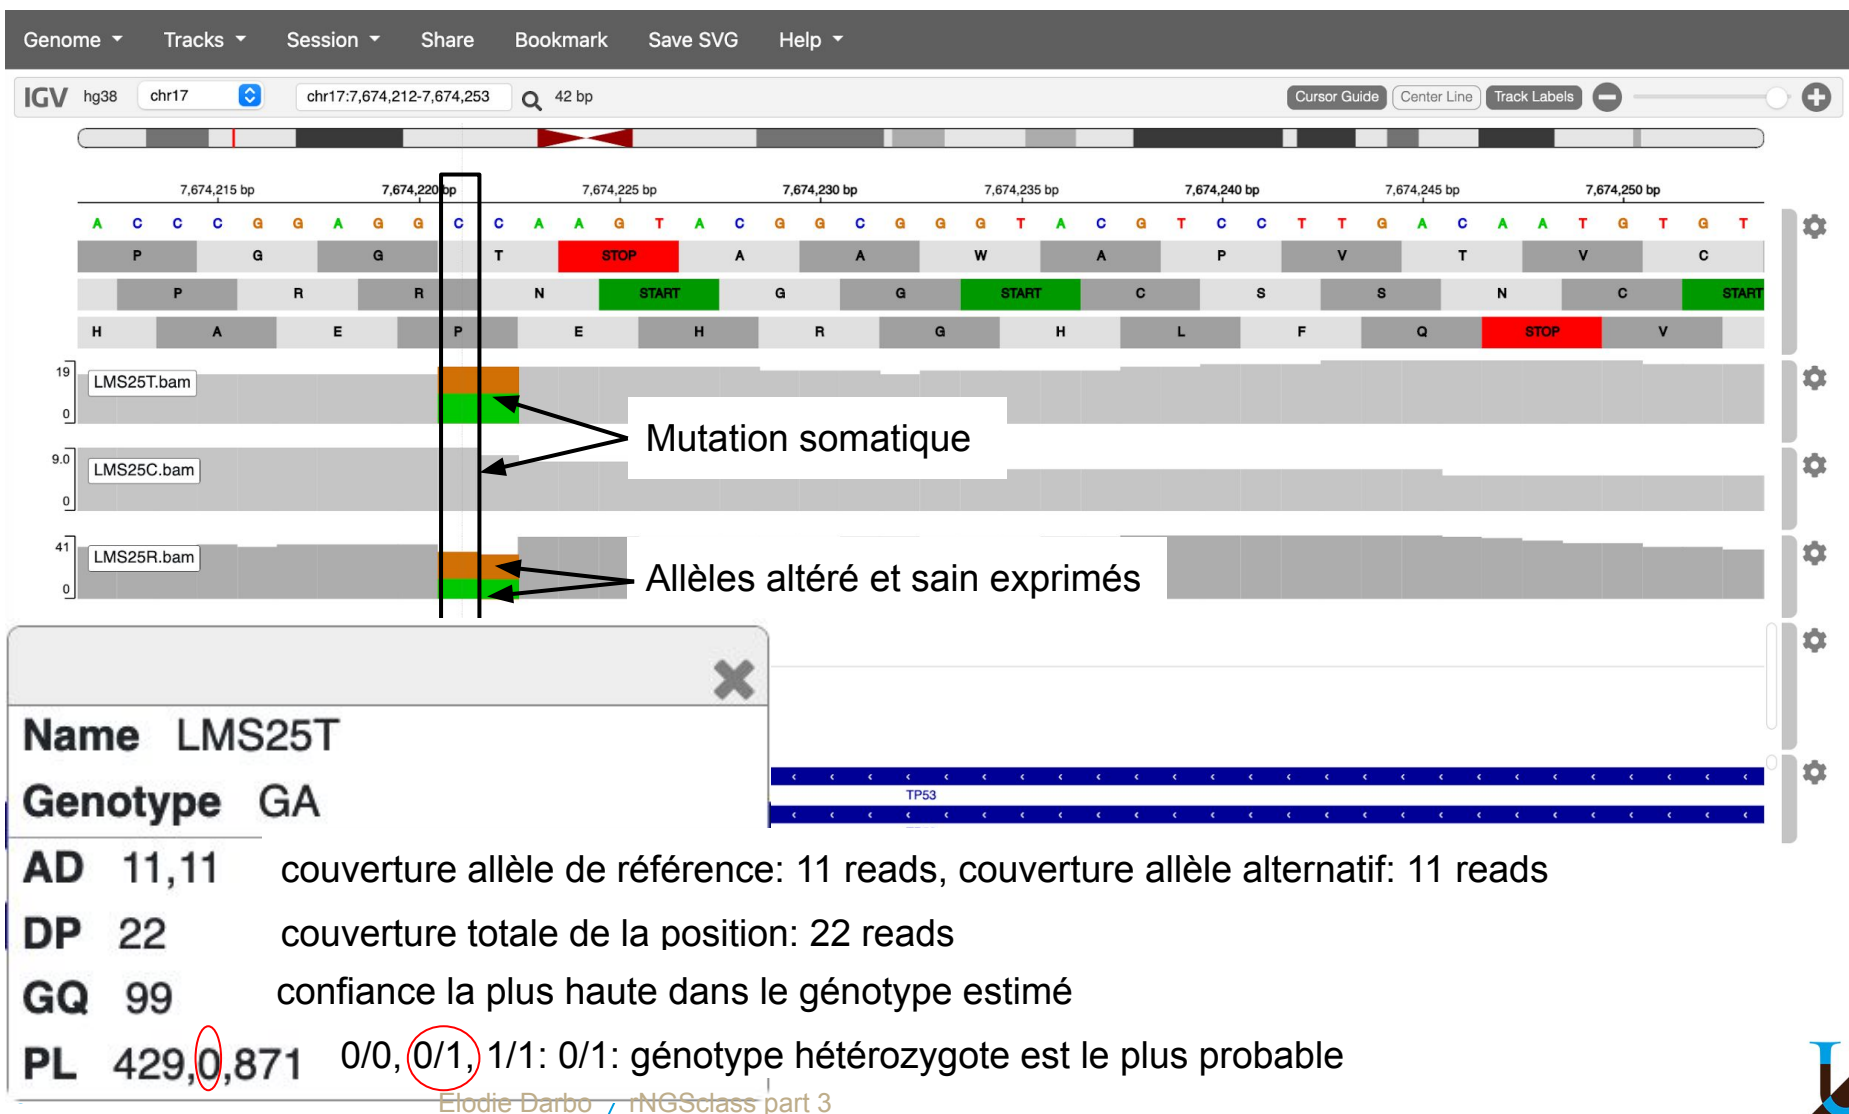 Genome Tracks Session Share Bookmark Save SVG Help
IGV hg38 chr17 chr17:7,674,212-7,674,253 42 bp Cursor Guide Center Line Track Labels
7,674,215 bp 7,674,220 bp 7,674,225 bp 7,674,230 bp 7,674,235 bp 7,674,240 bp 7,674,245 bp 7,674,250 bp
A C C C G G A G G C C A A G T A C G G C G G G T A C G T C C T T G A C A A T G T G T
P G G T STOP A A W A P V T V C
P R R N START G G START C S S N C START
H A E P E H R G H L F Q STOP V
19
LMS25T.bam
0
Mutation somatique
9.0
LMS25C.bam
0
41
LMS25R.bam
Allèles altéré et sain exprimés
0
Name LMS25T
Genotype GA
TP53
AD 11,11 couverture allèle de référence: 11 reads, couverture allèle alternatif: 11 reads
DP 22 couverture totale de la position: 22 reads
GQ 99 confiance la plus haute dans le génotype estimé
PL 429,0,871 0/0, 0/1, 1/1: 0/1: génotype hétérozygote est le plus probable
Elodie Darbo / rNGSclass part 3